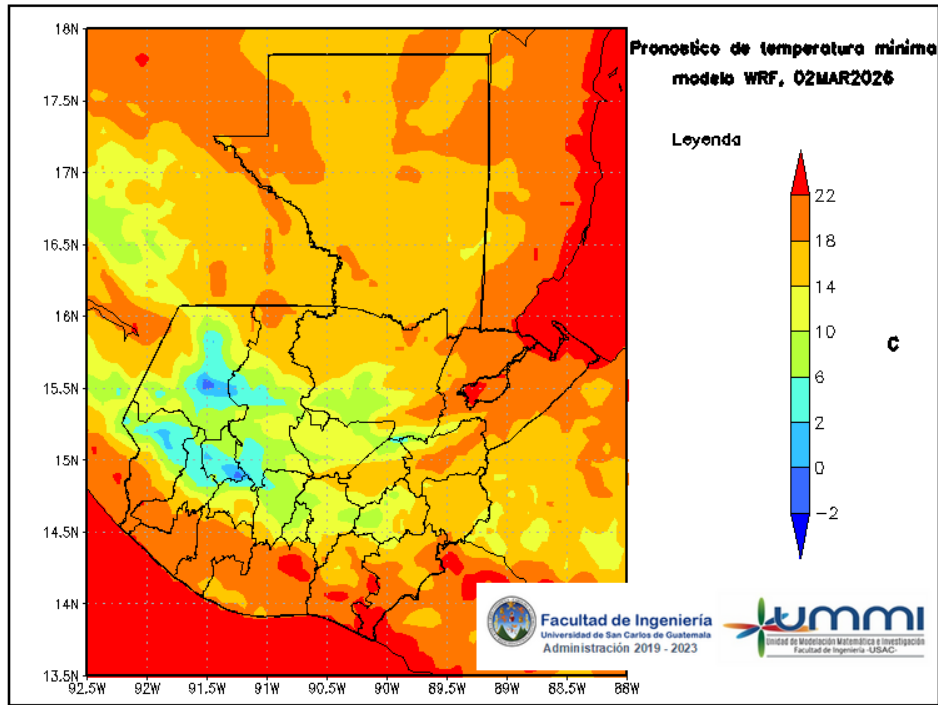 Pronostico de temperatura minima
modelo WRF, 02MAR2026
Leyenda
22
18
14
10
6
2
0
−2
C
18N
17.5N
17N
16.5N
16N
15.5N
15N
14.5N
14N
13.5N
92.5W 92W 91.5W 91W 90.5W 90W 89.5W 89W 88.5W 88W
Facultad de Ingeniería
Universidad de San Carlos de Guatemala
Administración 2019 - 2023
ummi
Unidad de Modelación Matemática e Investigación
Facultad de Ingeniería -USAC-